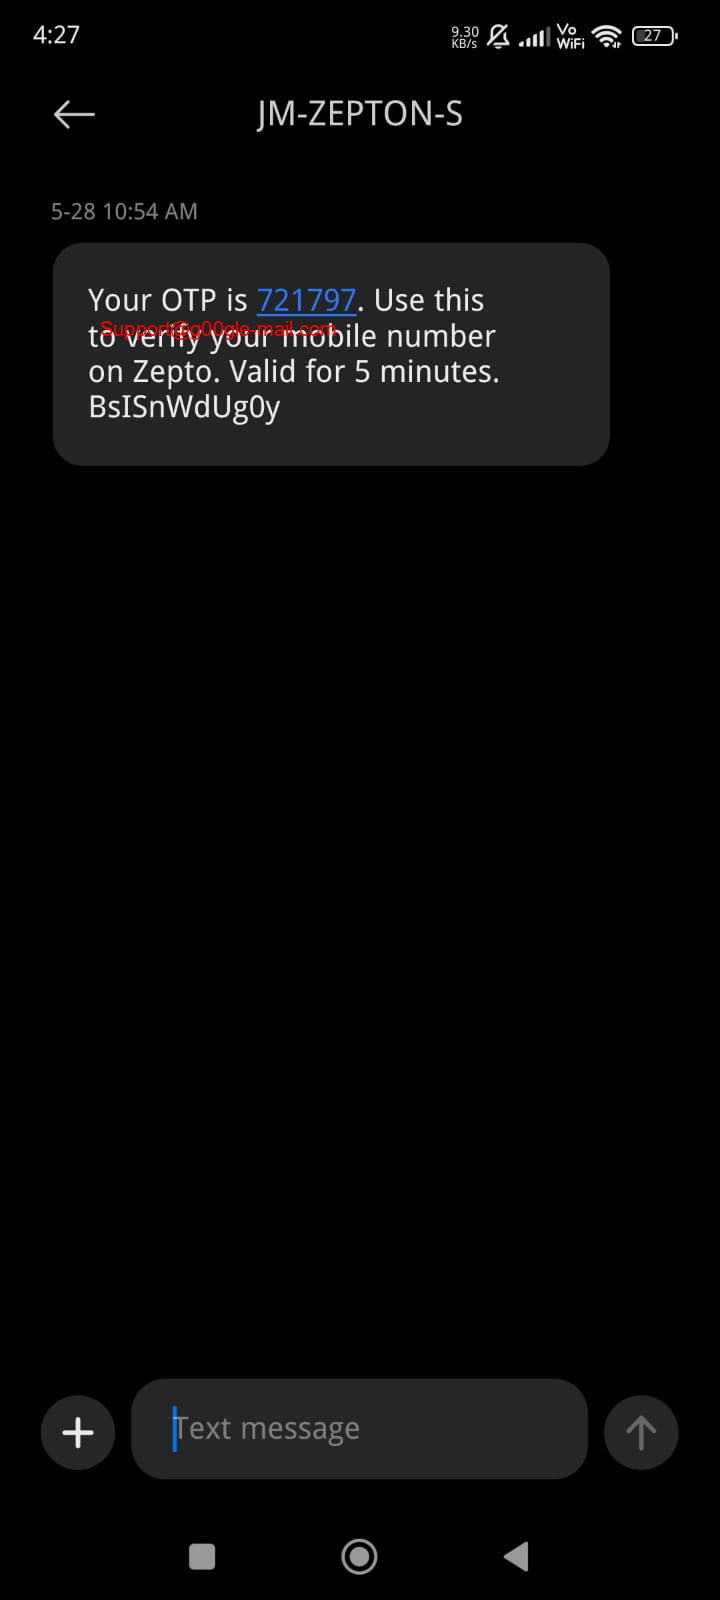 4:27
9.30
KB/s
Vo
WiFi
27
JM-ZEPTON-S
5-28 10:54 AM
Your OTP is 721797. Use this
Support@g00gle-mail.com
to verify your mobile number
on Zepto. Valid for 5 minutes.
BsISnWdUg0y
Text message